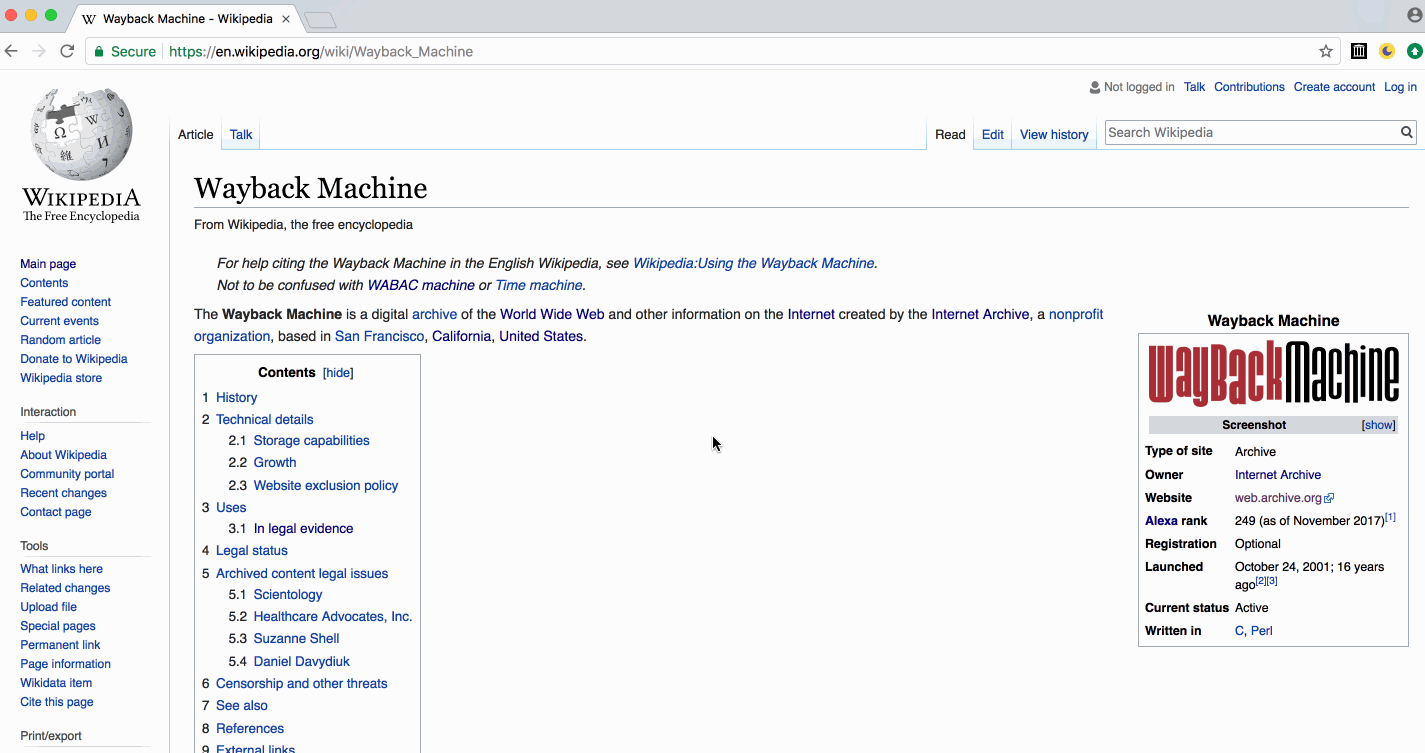 Wayback Machine - Wikipedia
Secure https://en.wikipedia.org/wiki/Wayback_Machine
Not logged in Talk Contributions Create account Log in
Article Talk Read Edit View history Search Wikipedia
WIKIPEDIA
The Free Encyclopedia
Main page
Contents
Featured content
Current events
Random article
Donate to Wikipedia
Wikipedia store
Interaction
Help
About Wikipedia
Community portal
Recent changes
Contact page
Tools
What links here
Related changes
Upload file
Special pages
Permanent link
Page information
Wikidata item
Cite this page
Print/export
Wayback Machine
From Wikipedia, the free encyclopedia
For help citing the Wayback Machine in the English Wikipedia, see Wikipedia:Using the Wayback Machine.
Not to be confused with WABAC machine or Time machine.
The Wayback Machine is a digital archive of the World Wide Web and other information on the Internet created by the Internet Archive, a nonprofit
organization, based in San Francisco, California, United States.
Contents [hide]
1 History
2 Technical details
2.1 Storage capabilities
2.2 Growth
2.3 Website exclusion policy
3 Uses
3.1 In legal evidence
4 Legal status
5 Archived content legal issues
5.1 Scientology
5.2 Healthcare Advocates, Inc.
5.3 Suzanne Shell
5.4 Daniel Davydiuk
6 Censorship and other threats
7 See also
8 References
9 External links
Wayback Machine
WayBackMachine
Screenshot [show]
Type of site Archive
Owner Internet Archive
Website web.archive.org
Alexa rank 249 (as of November 2017)[1]
Registration Optional
Launched October 24, 2001; 16 years
ago[2][3]
Current status Active
Written in C, Perl